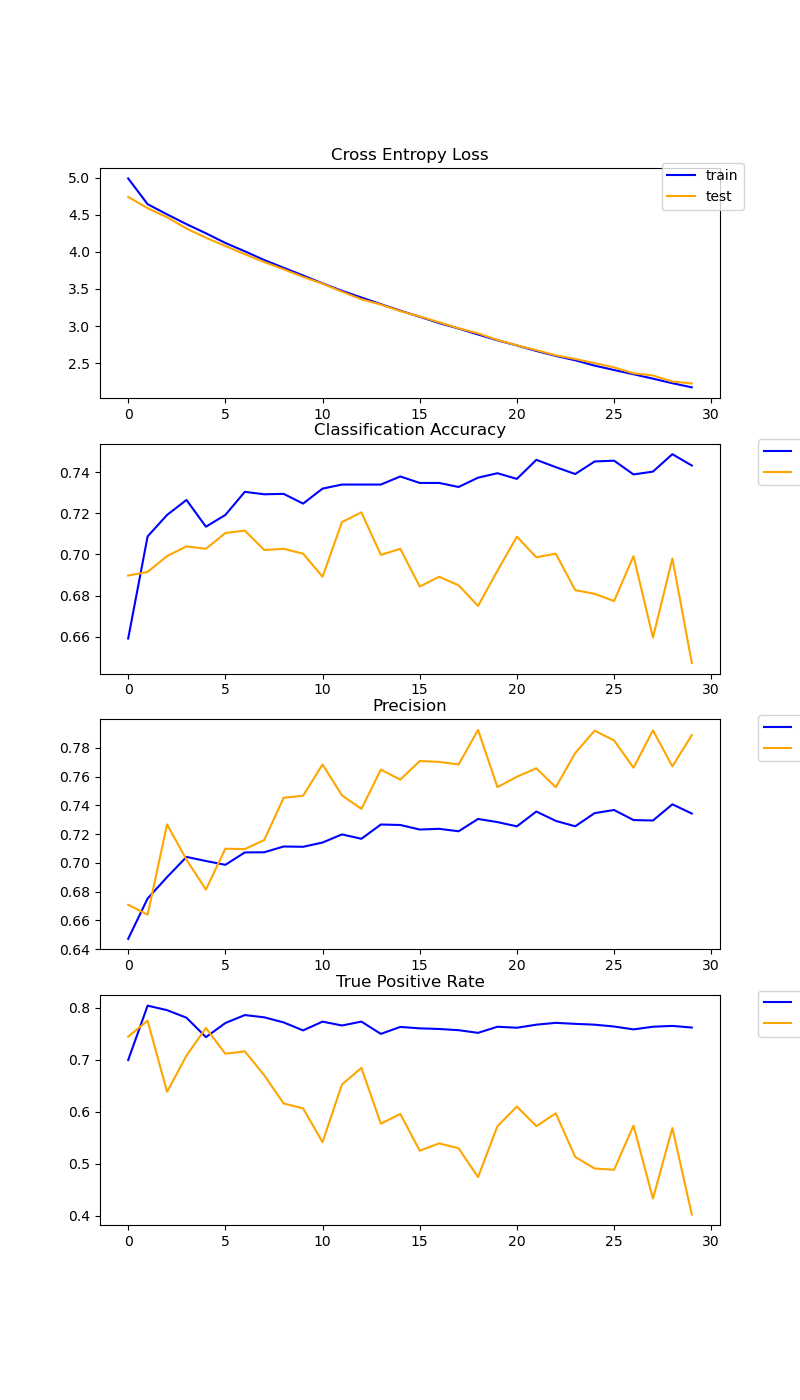 Cross Entropy Loss
train
test
5.0
4.5
4.0
3.5
3.0
2.5
0 5 10 15 20 25 30
Classification Accuracy
0.74
0.72
0.70
0.68
0.66
0 5 10 15 20 25 30
Precision
0.78
0.76
0.74
0.72
0.70
0.68
0.66
0.64
0 5 10 15 20 25 30
True Positive Rate
0.8
0.7
0.6
0.5
0.4
0 5 10 15 20 25 30